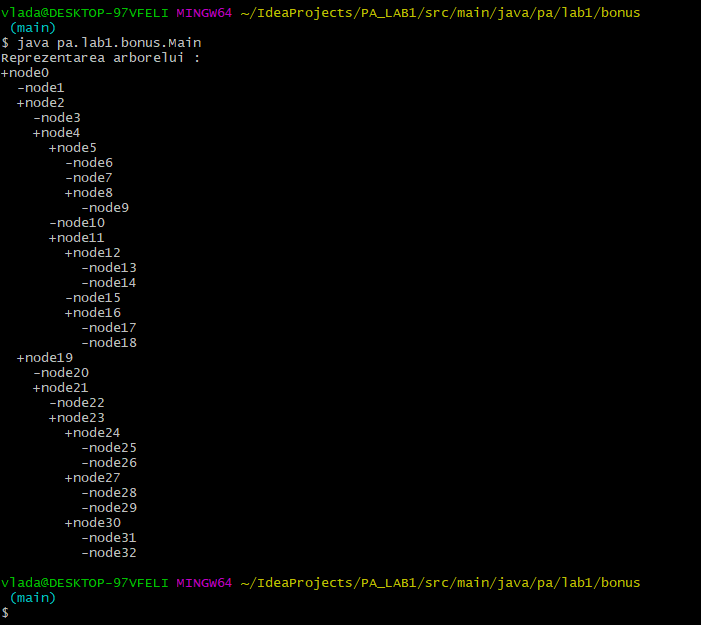 vlada@DESKTOP-97VFELI MINGW64 ~/IdeaProjects/PA_LAB1/src/main/java/pa/lab1/bonus
 (main)
$ java pa.lab1.bonus.Main
Reprezentarea arborelui :
+node0
  -node1
  +node2
    -node3
    +node4
      +node5
        -node6
        -node7
        +node8
          -node9
      -node10
      +node11
        +node12
          -node13
          -node14
        -node15
        +node16
          -node17
          -node18
  +node19
    -node20
    +node21
      -node22
      +node23
        +node24
          -node25
          -node26
        +node27
          -node28
          -node29
        +node30
          -node31
          -node32

vlada@DESKTOP-97VFELI MINGW64 ~/IdeaProjects/PA_LAB1/src/main/java/pa/lab1/bonus
 (main)
$